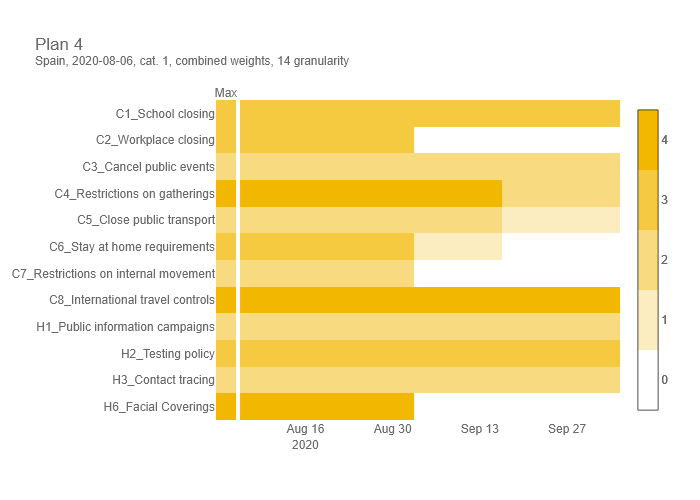 Plan 4
Spain, 2020-08-06, cat. 1, combined weights, 14 granularity
Max
C1_School closing
C2_Workplace closing
C3_Cancel public events
C4_Restrictions on gatherings
C5_Close public transport
C6_Stay at home requirements
C7_Restrictions on internal movement
C8_International travel controls
H1_Public information campaigns
H2_Testing policy
H3_Contact tracing
H6_Facial Coverings
Aug 16 Aug 30 Sep 13 Sep 27
2020
4
3
2
1
0